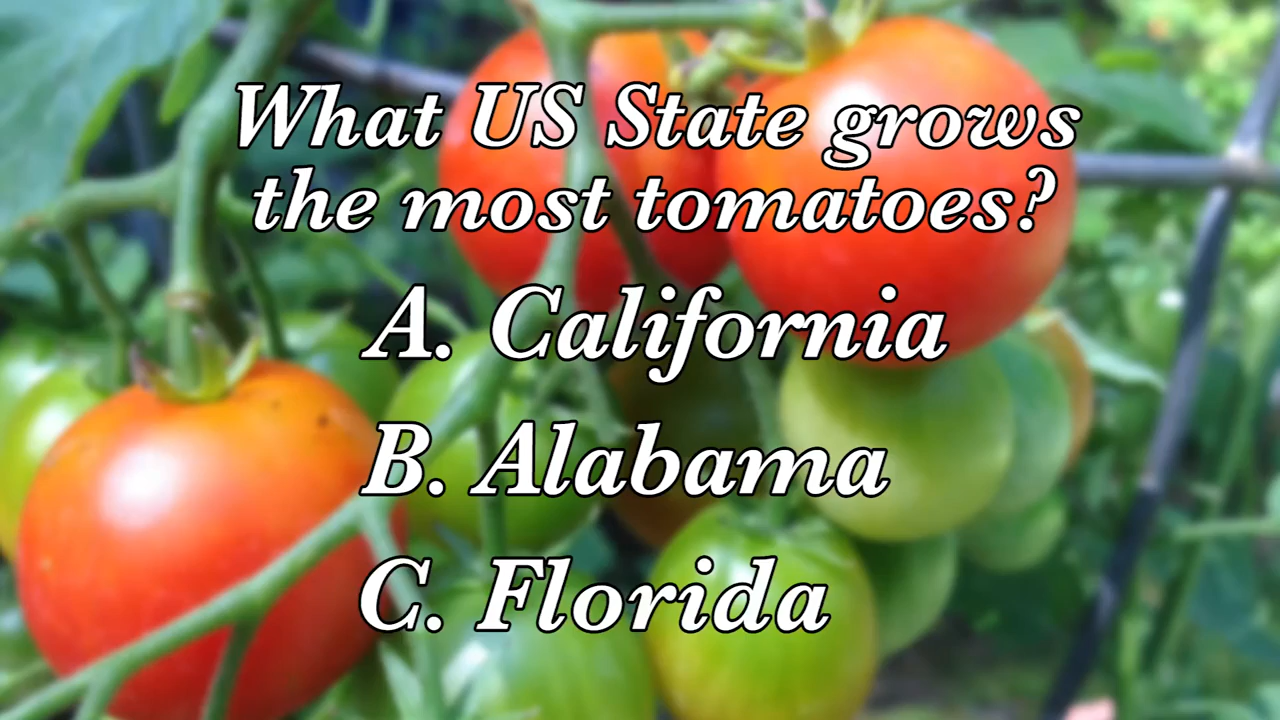 What US State grows
the most tomatoes?
A. California
B. Alabama
C. Florida